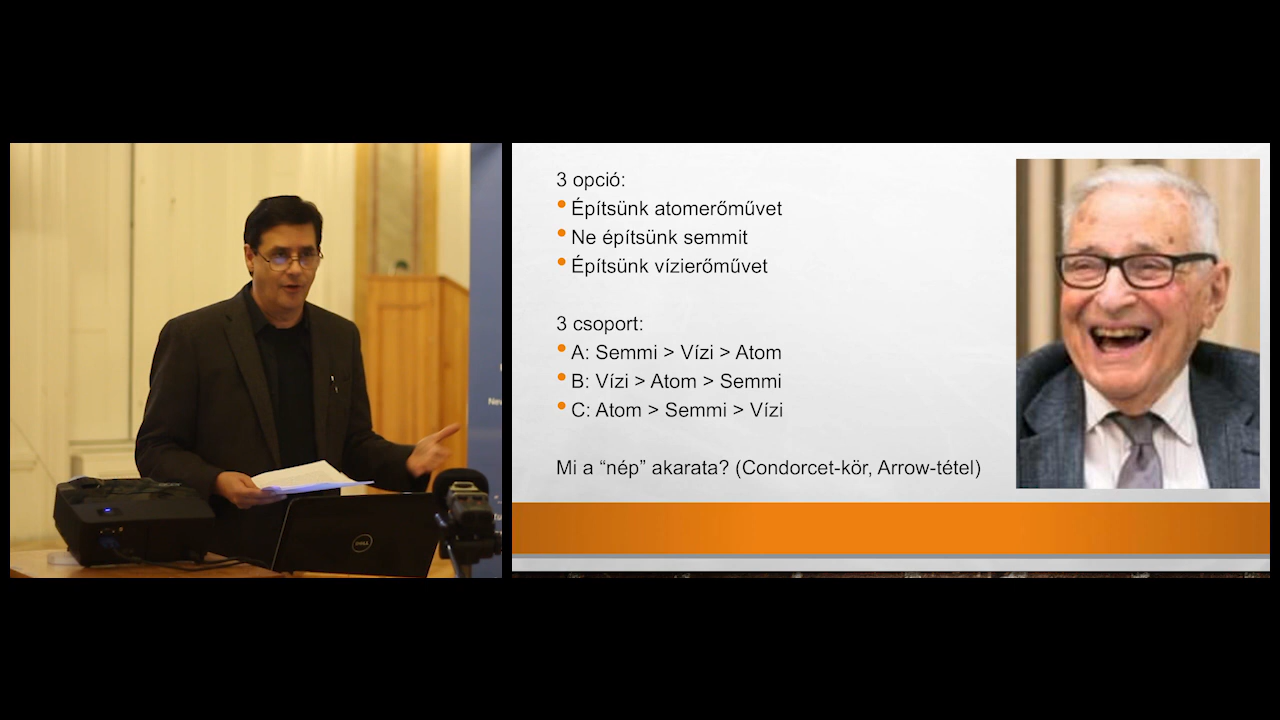 3 opció:
Építsünk atomerőművet
Ne építsünk semmit
Építsünk vízierőművet
3 csoport:
A: Semmi > Vízi > Atom
B: Vízi > Atom > Semmi
C: Atom > Semmi > Vízi
Mi a “nép” akarata? (Condorcet-kör, Arrow-tétel)
DELL